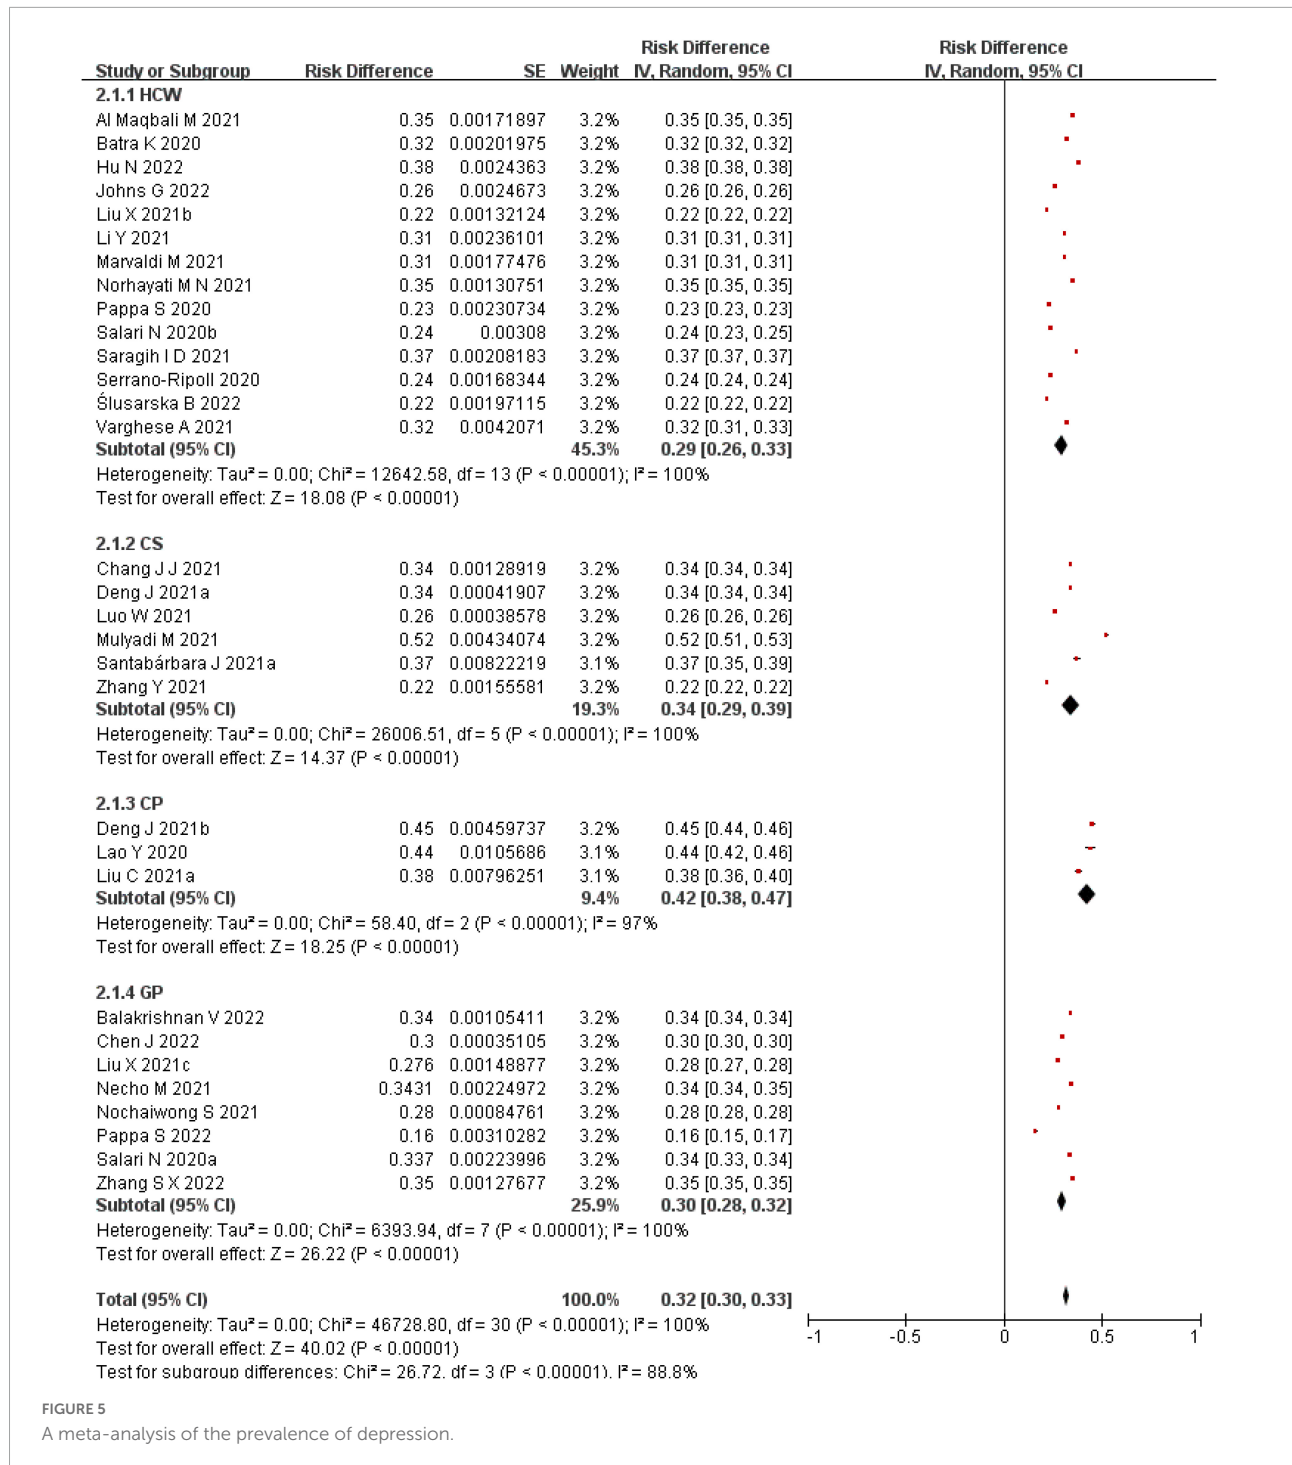 Risk Difference Risk Difference
Study or Subgroup Risk Difference SE Weight IV, Random, 95% CI IV, Random, 95% CI
2.1.1 HCW
Al Maqbali M 2021 0.35 0.00171897 3.2% 0.35 [0.35, 0.35]
Batra K 2020 0.32 0.00201975 3.2% 0.32 [0.32, 0.32]
Hu N 2022 0.38 0.0024363 3.2% 0.38 [0.38, 0.38]
Johns G 2022 0.26 0.0024673 3.2% 0.26 [0.26, 0.26]
Liu X 2021b 0.22 0.00132124 3.2% 0.22 [0.22, 0.22]
Li Y 2021 0.31 0.00236101 3.2% 0.31 [0.31, 0.31]
Marvaldi M 2021 0.31 0.00177476 3.2% 0.31 [0.31, 0.31]
Norhayati M N 2021 0.35 0.00130751 3.2% 0.35 [0.35, 0.35]
Pappa S 2020 0.23 0.00230734 3.2% 0.23 [0.23, 0.23]
Salari N 2020b 0.24 0.00308 3.2% 0.24 [0.23, 0.25]
Saragih I D 2021 0.37 0.00208183 3.2% 0.37 [0.37, 0.37]
Serrano-Ripoll 2020 0.24 0.00168344 3.2% 0.24 [0.24, 0.24]
Ślusarska B 2022 0.22 0.00197115 3.2% 0.22 [0.22, 0.22]
Varghese A 2021 0.32 0.0042071 3.2% 0.32 [0.31, 0.33]
Subtotal (95% CI) 45.3% 0.29 [0.26, 0.33]
Heterogeneity: Tau² = 0.00; Chi² = 12642.58, df = 13 (P < 0.00001); I² = 100%
Test for overall effect: Z = 18.08 (P < 0.00001)
2.1.2 CS
Chang J J 2021 0.34 0.00128919 3.2% 0.34 [0.34, 0.34]
Deng J 2021a 0.34 0.00041907 3.2% 0.34 [0.34, 0.34]
Luo W 2021 0.26 0.00038578 3.2% 0.26 [0.26, 0.26]
Mulyadi M 2021 0.52 0.00434074 3.2% 0.52 [0.51, 0.53]
Santabárbara J 2021a 0.37 0.00822219 3.1% 0.37 [0.35, 0.39]
Zhang Y 2021 0.22 0.00155581 3.2% 0.22 [0.22, 0.22]
Subtotal (95% CI) 19.3% 0.34 [0.29, 0.39]
Heterogeneity: Tau² = 0.00; Chi² = 26006.51, df = 5 (P < 0.00001); I² = 100%
Test for overall effect: Z = 14.37 (P < 0.00001)
2.1.3 CP
Deng J 2021b 0.45 0.00459737 3.2% 0.45 [0.44, 0.46]
Lao Y 2020 0.44 0.0105686 3.1% 0.44 [0.42, 0.46]
Liu C 2021a 0.38 0.00796251 3.1% 0.38 [0.36, 0.40]
Subtotal (95% CI) 9.4% 0.42 [0.38, 0.47]
Heterogeneity: Tau² = 0.00; Chi² = 58.40, df = 2 (P < 0.00001); I² = 97%
Test for overall effect: Z = 18.25 (P < 0.00001)
2.1.4 GP
Balakrishnan V 2022 0.34 0.00105411 3.2% 0.34 [0.34, 0.34]
Chen J 2022 0.3 0.00035105 3.2% 0.30 [0.30, 0.30]
Liu X 2021c 0.276 0.00148877 3.2% 0.28 [0.27, 0.28]
Necho M 2021 0.3431 0.00224972 3.2% 0.34 [0.34, 0.35]
Nochaiwong S 2021 0.28 0.00084761 3.2% 0.28 [0.28, 0.28]
Pappa S 2022 0.16 0.00310282 3.2% 0.16 [0.15, 0.17]
Salari N 2020a 0.337 0.00223996 3.2% 0.34 [0.33, 0.34]
Zhang S X 2022 0.35 0.00127677 3.2% 0.35 [0.35, 0.35]
Subtotal (95% CI) 25.9% 0.30 [0.28, 0.32]
Heterogeneity: Tau² = 0.00; Chi² = 6393.94, df = 7 (P < 0.00001); I² = 100%
Test for overall effect: Z = 26.22 (P < 0.00001)
Total (95% CI) 100.0% 0.32 [0.30, 0.33]
Heterogeneity: Tau² = 0.00; Chi² = 46728.80, df = 30 (P < 0.00001); I² = 100%
-1 -0.5 0 0.5 1
Test for overall effect: Z = 40.02 (P < 0.00001)
Test for subgroup differences: Chi² = 26.72, df = 3 (P < 0.00001), I² = 88.8%
FIGURE 5
A meta-analysis of the prevalence of depression.